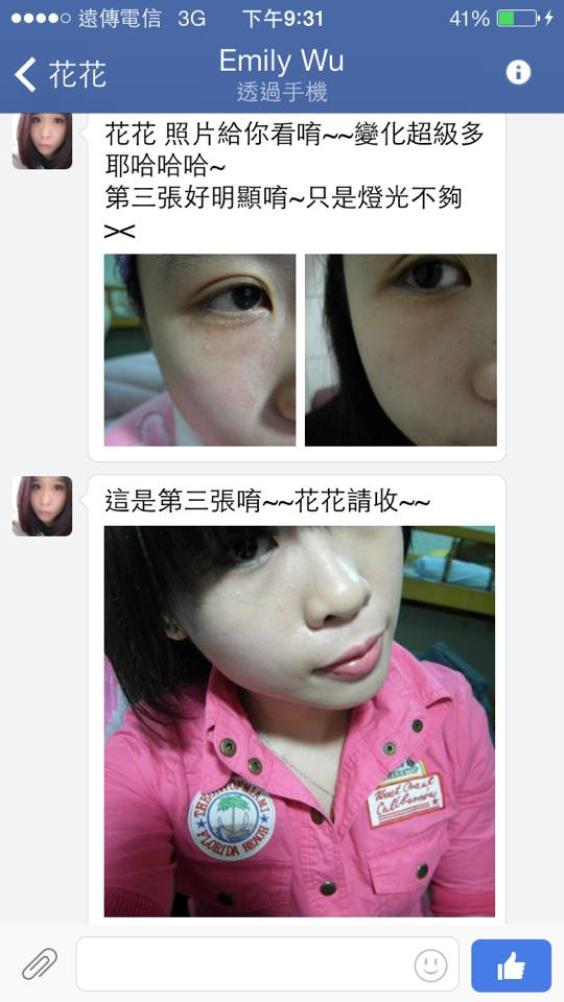 遠傳電信 3G 下午9:31 41%
花花 Emily Wu
透過手機
花花 照片給你看唷~~變化超級多
耶哈哈哈~
第三張好明顯唷~只是燈光不夠
><
這是第三張唷~~花花請收~~
FLORIDA BEACH
West Coast
California